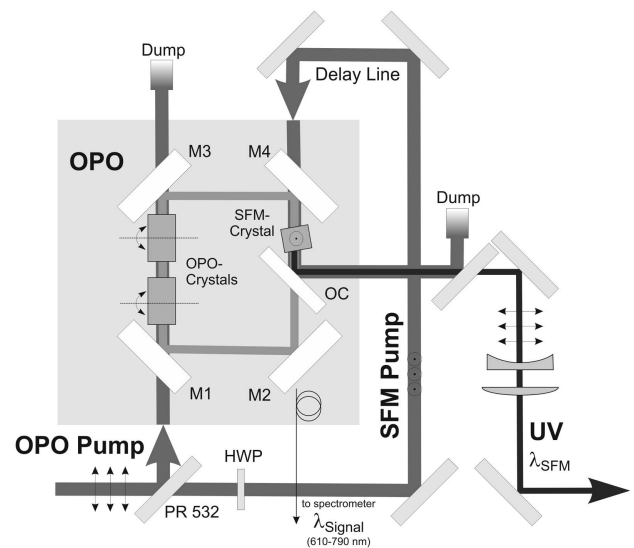 Dump
Delay Line
OPO
M3
M4
SFM-
Crystal
Dump
OPO-
Crystals
OC
M1
M2
SFM Pump
OPO Pump
HWP
UV
λSFM
PR 532
to spectrometer
λSignal
(610-790 nm)